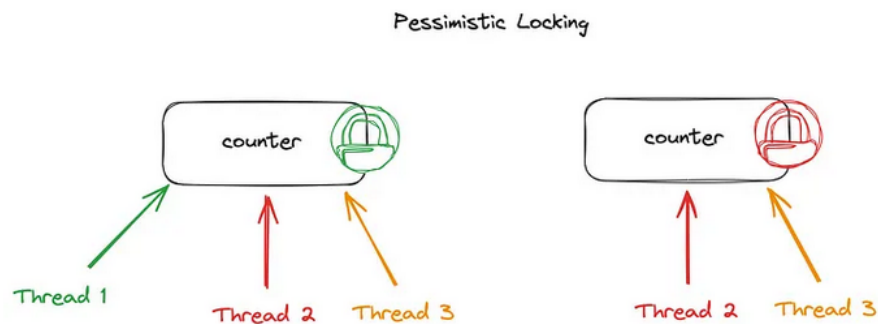 Pessimistic Locking
counter
counter
Thread 1
Thread 2
Thread 3
Thread 2
Thread 3